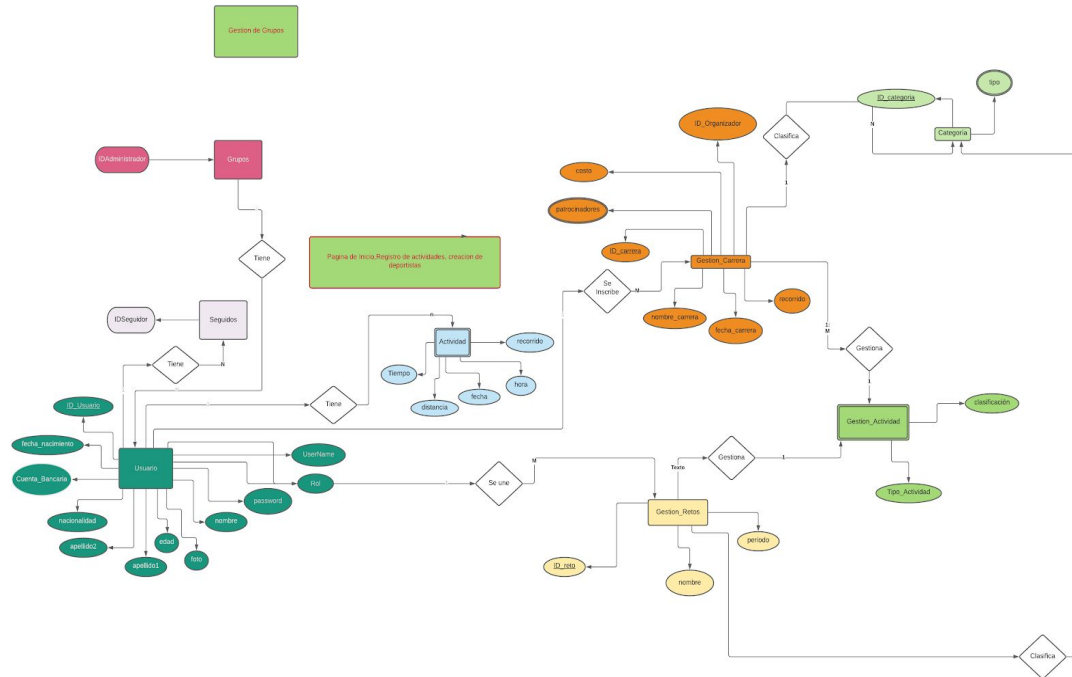 Gestion de Grupos
tipo
ID_categoria
ID_Organizador
N
Categoría
Clasifica
IDAdministrador
Grupos
costo
1
patrocinadores
Pagina de Inicio,Registro de actividades, creacion de
deportistas
Tiene
ID_carrera
Gestion_Carrera
Se
Inscribe
M
recorrido
nombre_carrera
fecha_carrera
IDSeguidor
Seguidos
n
1:
M
Actividad
recorrido
Gestiona
Tiene
N
Tiempo
hora
fecha
1
Tiene
distancia
clasificación
ID_Usuario
Gestion_Actividad
fecha_nacimiento
UserName
Usuario
M
Gestiona
1
Texto
Cuenta_Bancaria
Rol
Se une
Tipo_Actividad
password
Gestion_Retos
nacionalidad
nombre
periodo
apellido2
edad
foto
apellido1
ID_reto
nombre
Clasifica